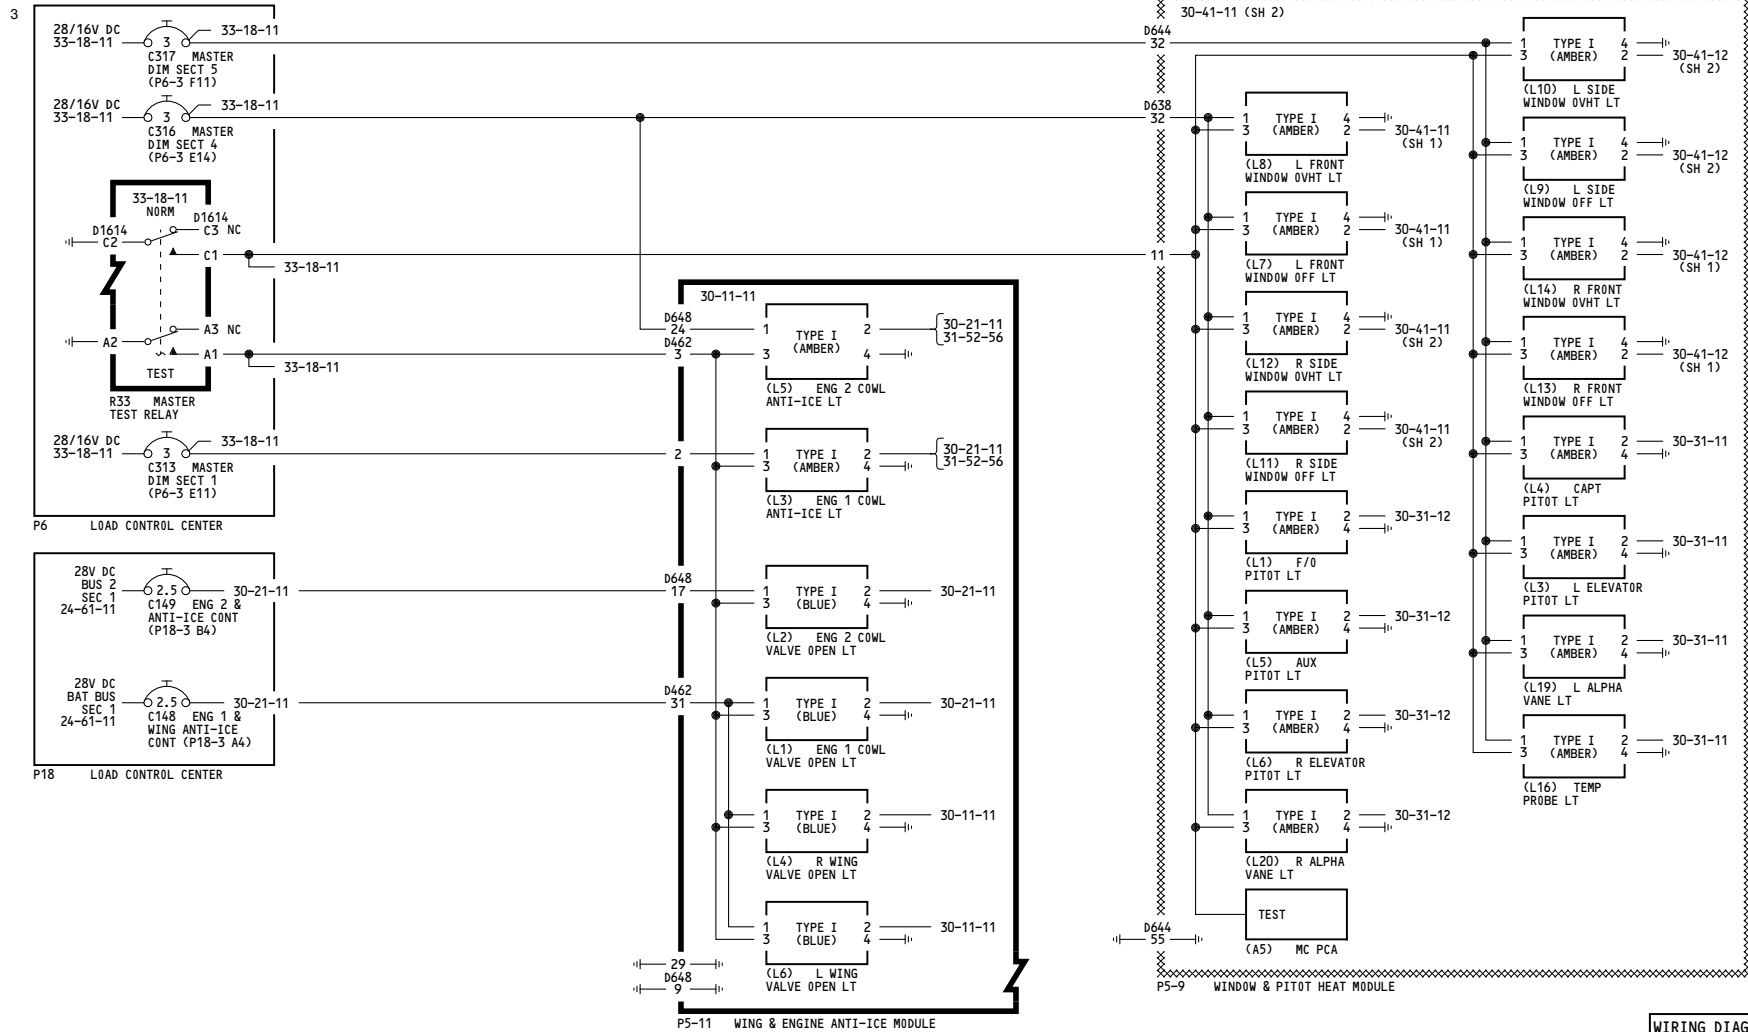 3
28/16V DC
33-18-11
3
33-18-11
C317 MASTER
DIM SECT 5
(P6-3 F11)
28/16V DC
33-18-11
3
33-18-11
C316 MASTER
DIM SECT 4
(P6-3 E14)
33-18-11
NORM
D1614
C3 NC
D1614
C2
C1
33-18-11
A3 NC
A2
A1
33-18-11
TEST
R33 MASTER
TEST RELAY
28/16V DC
33-18-11
3
33-18-11
C313 MASTER
DIM SECT 1
(P6-3 E11)
P6 LOAD CONTROL CENTER
28V DC
BUS 2
SEC 1
24-61-11
2.5
30-21-11
C149 ENG 2 &
ANTI-ICE CONT
(P18-3 B4)
28V DC
BAT BUS
SEC 1
24-61-11
2.5
30-21-11
C148 ENG 1 &
WING ANTI-ICE
CONT (P18-3 A4)
P18 LOAD CONTROL CENTER
30-11-11
D648
24
D462
3
2
D648
17
D462
31
29
D648
9
1 TYPE I 2
3 (AMBER) 4
30-21-11
31-52-56
(L5) ENG 2 COWL
ANTI-ICE LT
1 TYPE I 2
3 (AMBER) 4
30-21-11
31-52-56
(L3) ENG 1 COWL
ANTI-ICE LT
1 TYPE I 2 30-21-11
3 (BLUE) 4
(L2) ENG 2 COWL
VALVE OPEN LT
1 TYPE I 2 30-21-11
3 (BLUE) 4
(L1) ENG 1 COWL
VALVE OPEN LT
1 TYPE I 2 30-11-11
3 (BLUE) 4
(L4) R WING
VALVE OPEN LT
1 TYPE I 2 30-11-11
3 (BLUE) 4
(L6) L WING
VALVE OPEN LT
P5-11 WING & ENGINE ANTI-ICE MODULE
30-41-11 (SH 2)
D644
32
D638
32
11
D644
55
1 TYPE I 4
3 (AMBER) 2 30-41-11
(SH 1)
(L8) L FRONT
WINDOW OVHT LT
1 TYPE I 4
3 (AMBER) 2 30-41-11
(SH 1)
(L7) L FRONT
WINDOW OFF LT
1 TYPE I 4
3 (AMBER) 2 30-41-11
(SH 2)
(L12) R SIDE
WINDOW OVHT LT
1 TYPE I 4
3 (AMBER) 2 30-41-11
(SH 2)
(L11) R SIDE
WINDOW OFF LT
1 TYPE I 2 30-31-12
3 (AMBER) 4
(L1) F/O
PITOT LT
1 TYPE I 2 30-31-12
3 (AMBER) 4
(L5) AUX
PITOT LT
1 TYPE I 2 30-31-12
3 (AMBER) 4
(L6) R ELEVATOR
PITOT LT
1 TYPE I 2 30-31-12
3 (AMBER) 4
(L20) R ALPHA
VANE LT
TEST
(A5) MC PCA
1 TYPE I 4
3 (AMBER) 2 30-41-12
(SH 2)
(L10) L SIDE
WINDOW OVHT LT
1 TYPE I 4
3 (AMBER) 2 30-41-12
(SH 2)
(L9) L SIDE
WINDOW OFF LT
1 TYPE I 4
3 (AMBER) 2 30-41-12
(SH 1)
(L14) R FRONT
WINDOW OVHT LT
1 TYPE I 4
3 (AMBER) 2 30-41-12
(SH 1)
(L13) R FRONT
WINDOW OFF LT
1 TYPE I 2 30-31-11
3 (AMBER) 4
(L4) CAPT
PITOT LT
1 TYPE I 2 30-31-11
3 (AMBER) 4
(L3) L ELEVATOR
PITOT LT
1 TYPE I 2 30-31-11
3 (AMBER) 4
(L19) L ALPHA
VANE LT
1 TYPE I 2 30-31-11
3 (AMBER) 4
(L16) TEMP
PROBE LT
P5-9 WINDOW & PITOT HEAT MODULE
WIRING DIAG